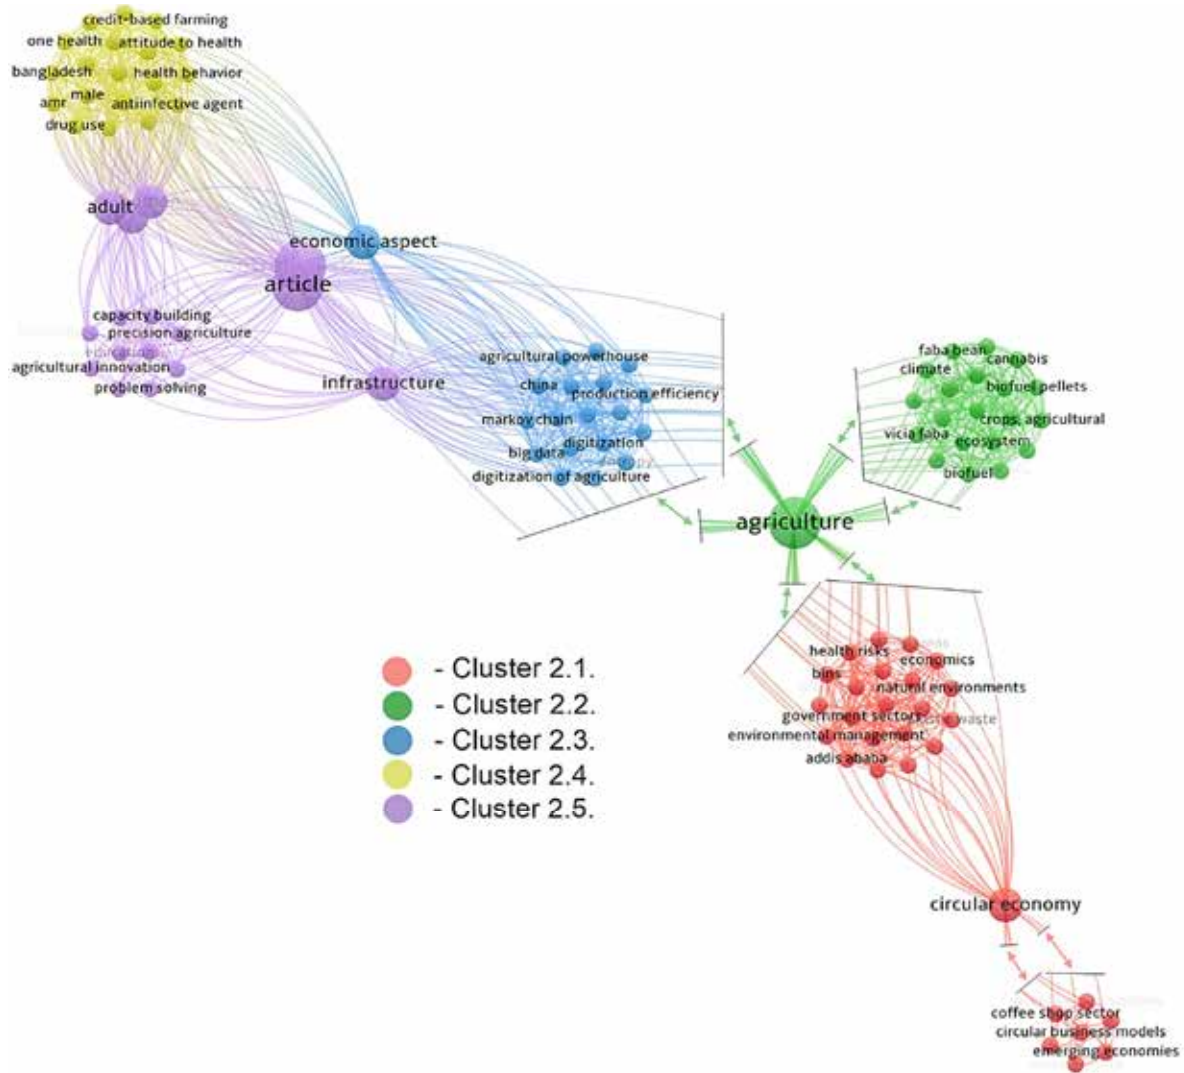 credit-based farming
one health
attitude to health
bangladesh
health behavior
male
amr
antiinfective agent
drug use
adult
economic aspect
article
capacity building
precision agriculture
education
agricultural innovation
problem solving
infrastructure
agricultural powerhouse
china
production efficiency
markov chain
digitization
big data
digitization of agriculture
faba bean
cannabis
climate
biofuel pellets
crops, agricultural
vicia faba
ecosystem
biofuel
agriculture
health risks
economics
bins
natural environments
government sectors
waste
environmental management
addis ababa
- Cluster 2.1.
- Cluster 2.2.
- Cluster 2.3.
- Cluster 2.4.
- Cluster 2.5.
circular economy
coffee shop sector
circular business models
emerging economies